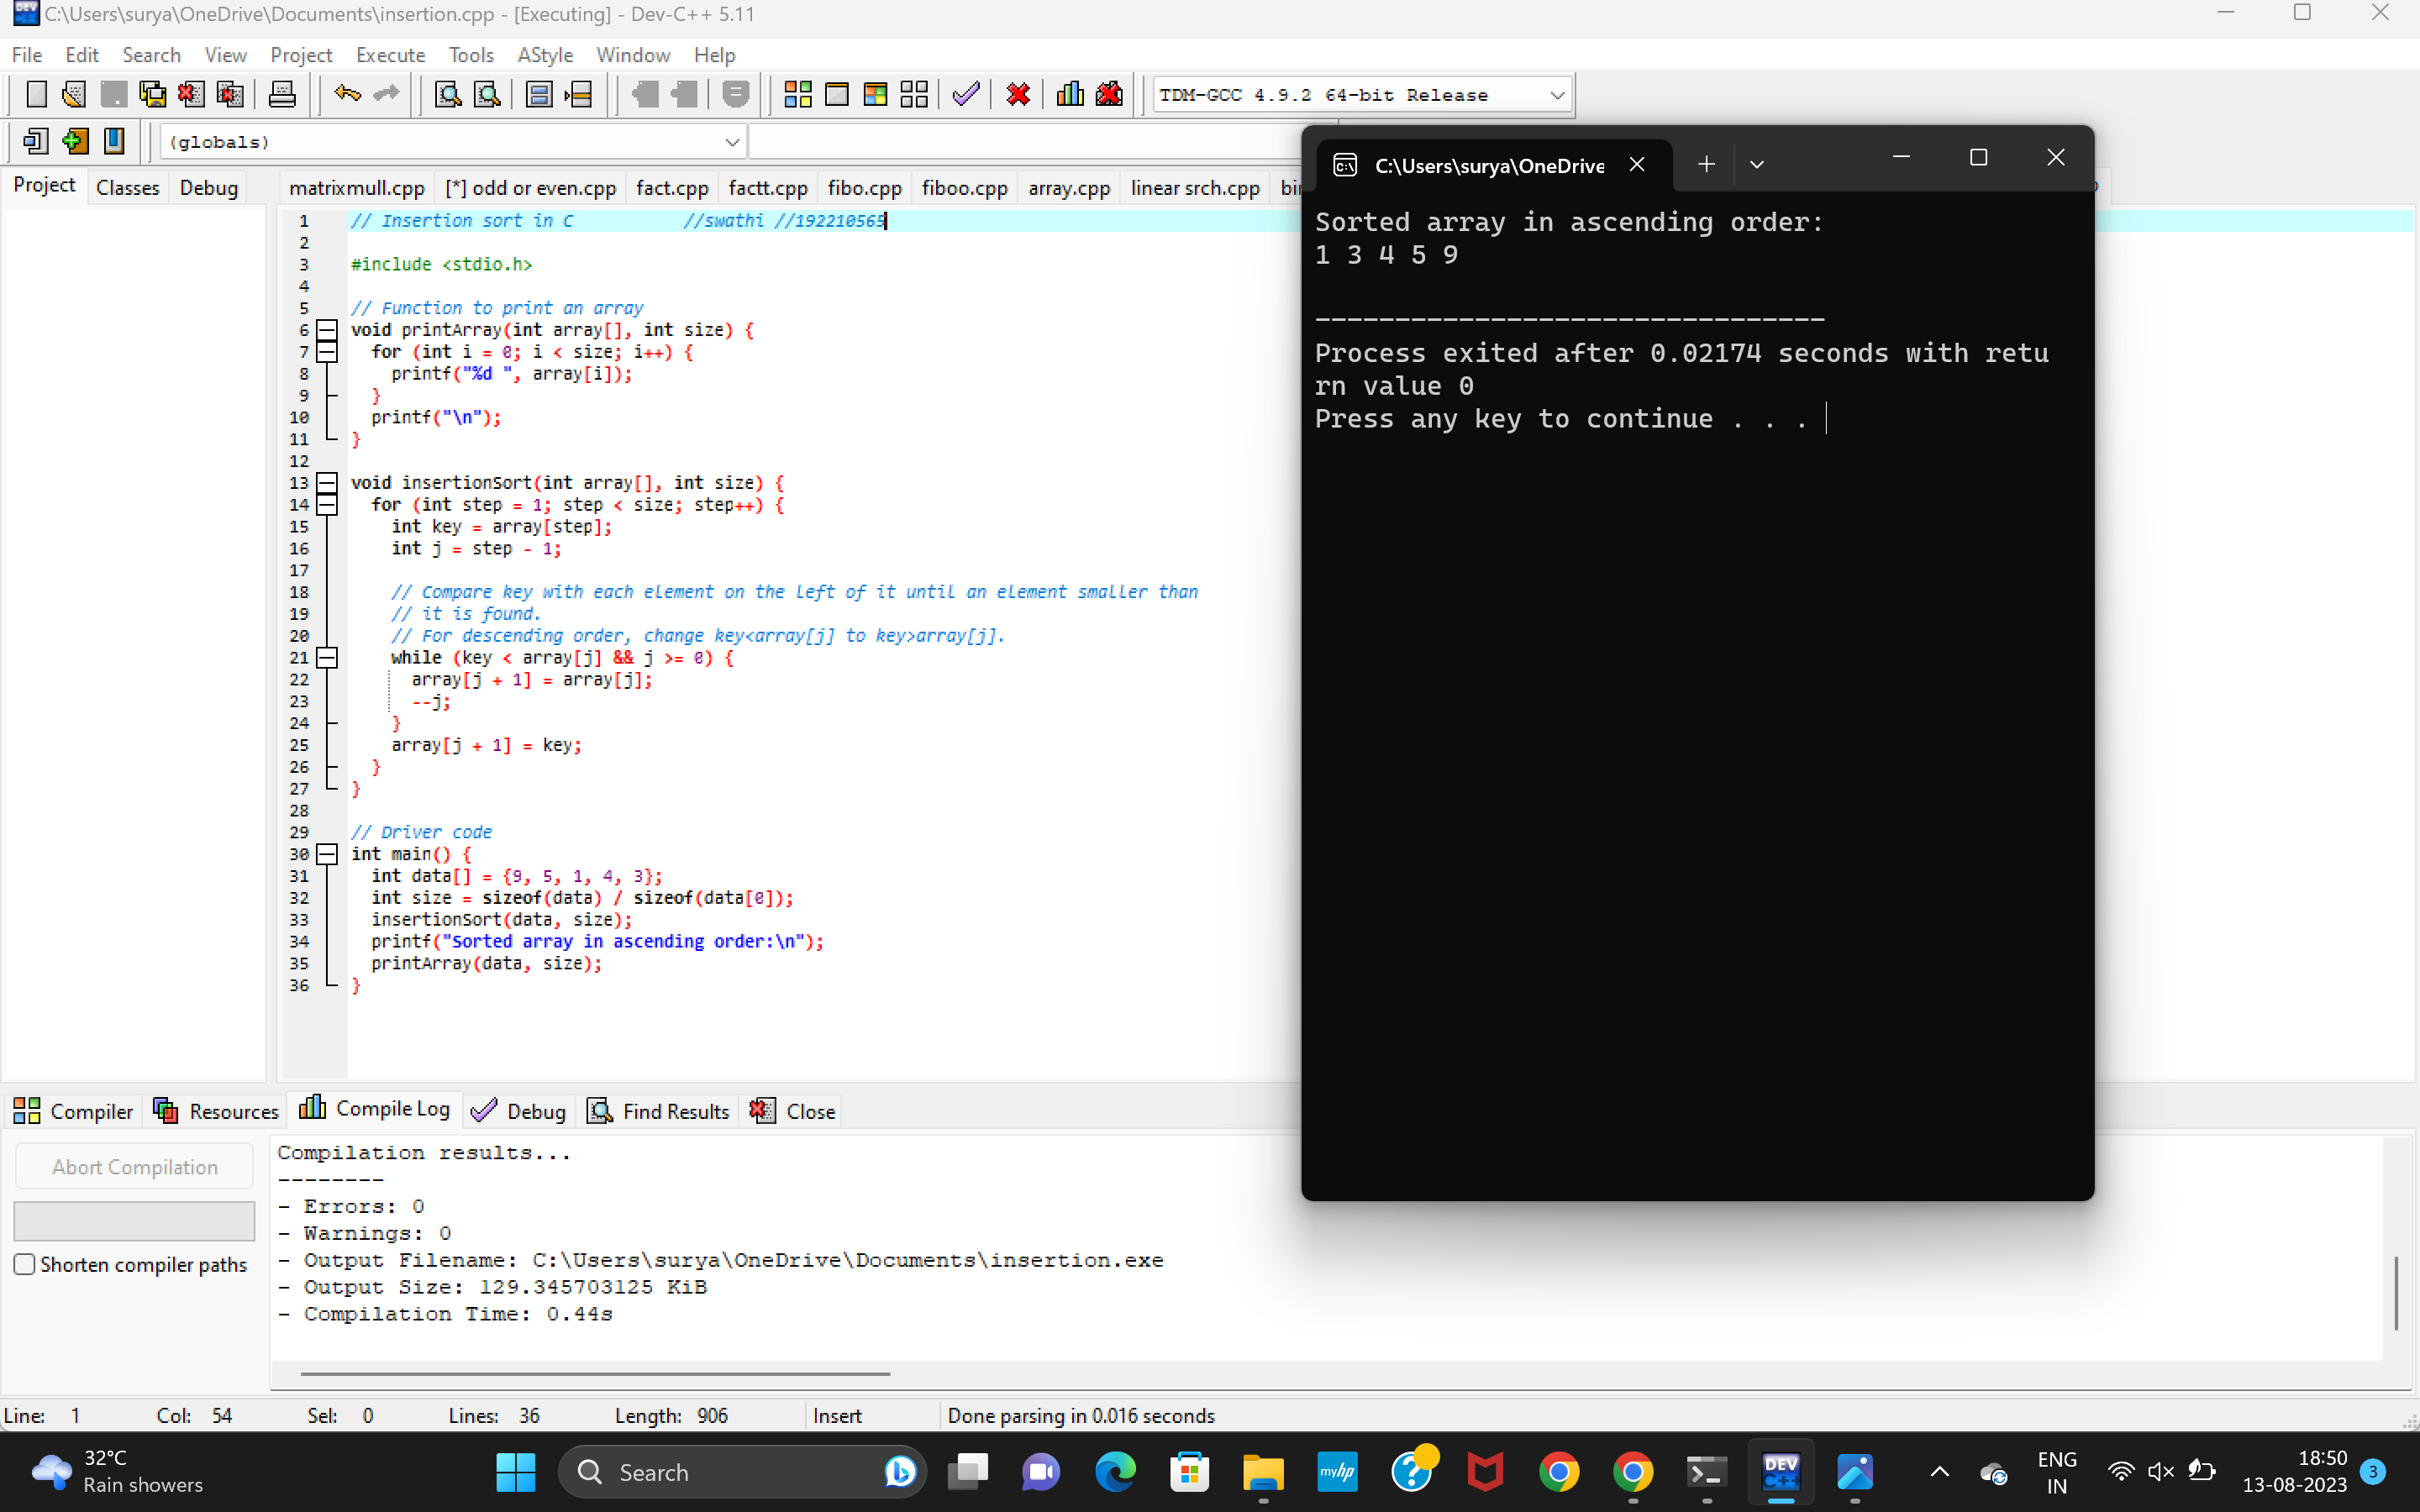 C:\Users\surya\OneDrive\Documents\insertion.cpp - [Executing] - Dev-C++ 5.11
File Edit Search View Project Execute Tools AStyle Window Help
TDM-GCC 4.9.2 64-bit Release
(globals)
Project Classes Debug
matrixmull.cpp [*] odd or even.cpp fact.cpp factt.cpp fibo.cpp fiboo.cpp array.cpp linear srch.cpp
1 // Insertion sort in C //swathi //192210565
2
3 #include <stdio.h>
4
5 // Function to print an array
6 void printArray(int array[], int size) {
7 for (int i = 0; i < size; i++) {
8 printf("%d ", array[i]);
9 }
10 printf("\n");
11 }
12
13 void insertionSort(int array[], int size) {
14 for (int step = 1; step < size; step++) {
15 int key = array[step];
16 int j = step - 1;
17
18 // Compare key with each element on the left of it until an element smaller than
19 // it is found.
20 // For descending order, change key<array[j] to key>array[j].
21 while (key < array[j] && j >= 0) {
22 array[j + 1] = array[j];
23 --j;
24 }
25 array[j + 1] = key;
26 }
27 }
28
29 // Driver code
30 int main() {
31 int data[] = {9, 5, 1, 4, 3};
32 int size = sizeof(data) / sizeof(data[0]);
33 insertionSort(data, size);
34 printf("Sorted array in ascending order:\n");
35 printArray(data, size);
36 }
C:\Users\surya\OneDrive
Sorted array in ascending order:
1 3 4 5 9
--------------------------------
Process exited after 0.02174 seconds with retu
rn value 0
Press any key to continue . . .
Compiler Resources Compile Log Debug Find Results Close
Abort Compilation
Shorten compiler paths
Compilation results...
--------
- Errors: 0
- Warnings: 0
- Output Filename: C:\Users\surya\OneDrive\Documents\insertion.exe
- Output Size: 129.345703125 KiB
- Compilation Time: 0.44s
Line: 1 Col: 54 Sel: 0 Lines: 36 Length: 906 Insert Done parsing in 0.016 seconds
32°C
Rain showers
Search
myhp
DEV
C++
ENG
IN
18:50
13-08-2023
3